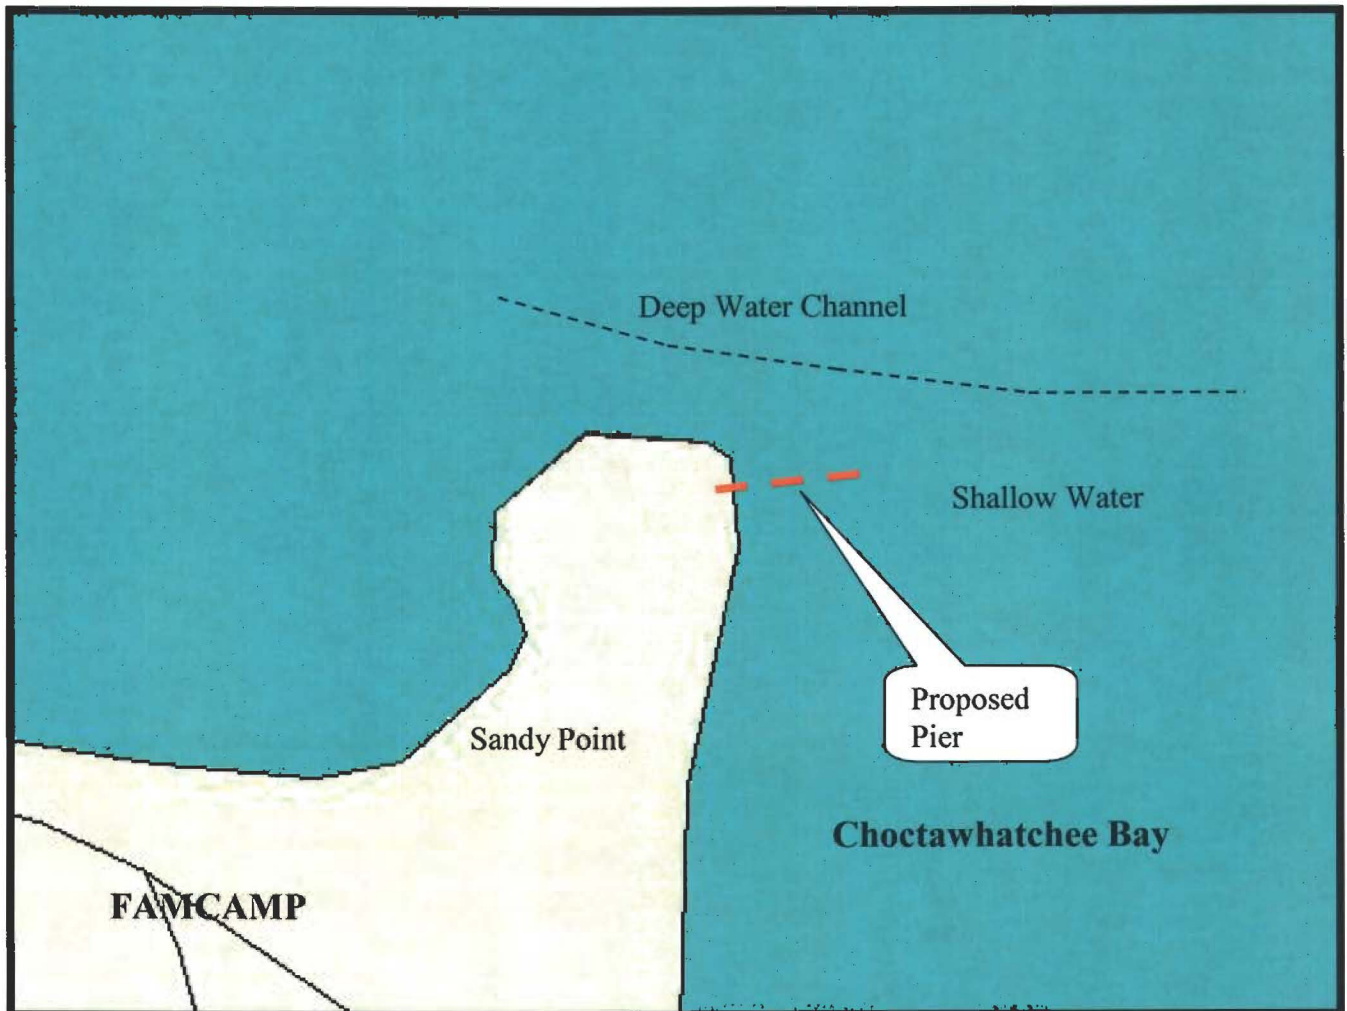 Deep Water Channel
Shallow Water
Proposed
Pier
Sandy Point
Choctawhatchee Bay
FAMCAMP